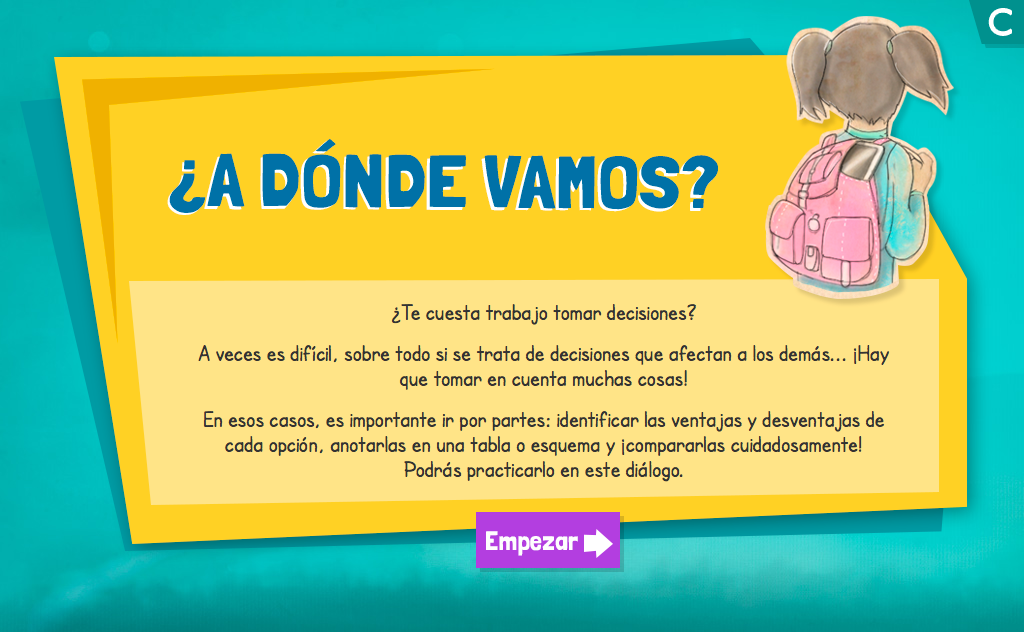 C
¿A DÓNDE VAMOS?
¿Te cuesta trabajo tomar decisiones?
A veces es difícil, sobre todo si se trata de decisiones que afectan a los demás... ¡Hay
que tomar en cuenta muchas cosas!
En esos casos, es importante ir por partes: identificar las ventajas y desventajas de
cada opción, anotarlas en una tabla o esquema y ¡compararlas cuidadosamente!
Podrás practicarlo en este diálogo.
Empezar